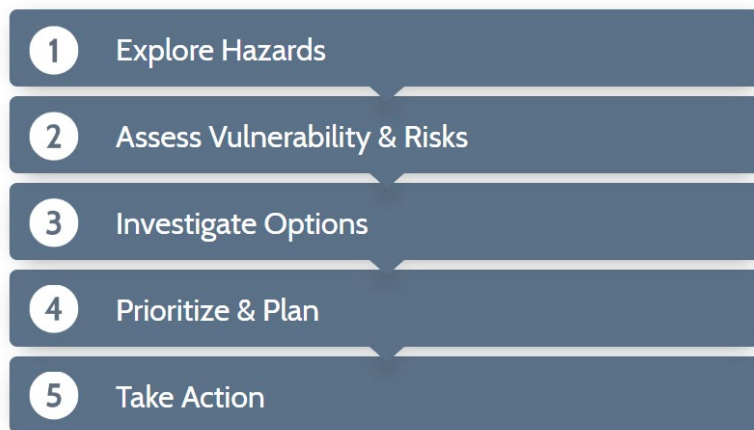 1 Explore Hazards
2 Assess Vulnerability & Risks
3 Investigate Options
4 Prioritize & Plan
5 Take Action